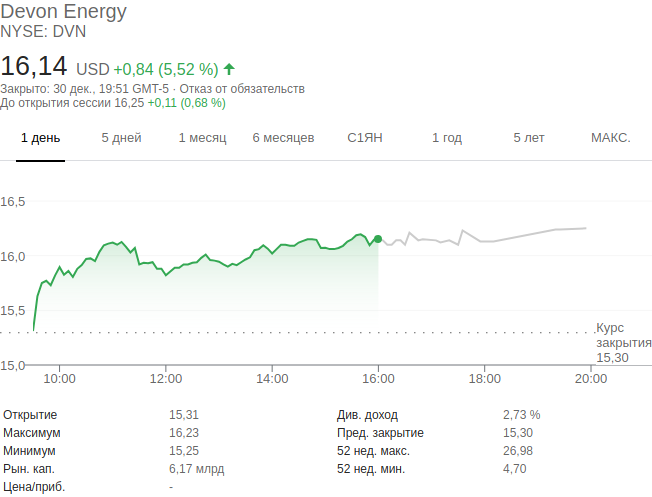 Devon Energy
NYSE: DVN
16,14 USD +0,84 (5,52 %)
Закрыто: 30 дек., 19:51 GMT-5 · Отказ от обязательств
До открытия сессии 16,25 +0,11 (0,68 %)
1 день 5 дней 1 месяц 6 месяцев С1ЯН 1 год 5 лет МАКС.
16,5
16,0
15,5
15,0
Курс
закрытия
15,30
10:00 12:00 14:00 16:00 18:00 20:00
Открытие 15,31 Див. доход 2,73 %
Максимум 16,23 Пред. закрытие 15,30
Минимум 15,25 52 нед. макс. 26,98
Рын. кап. 6,17 млрд 52 нед. мин. 4,70
Цена/приб. -